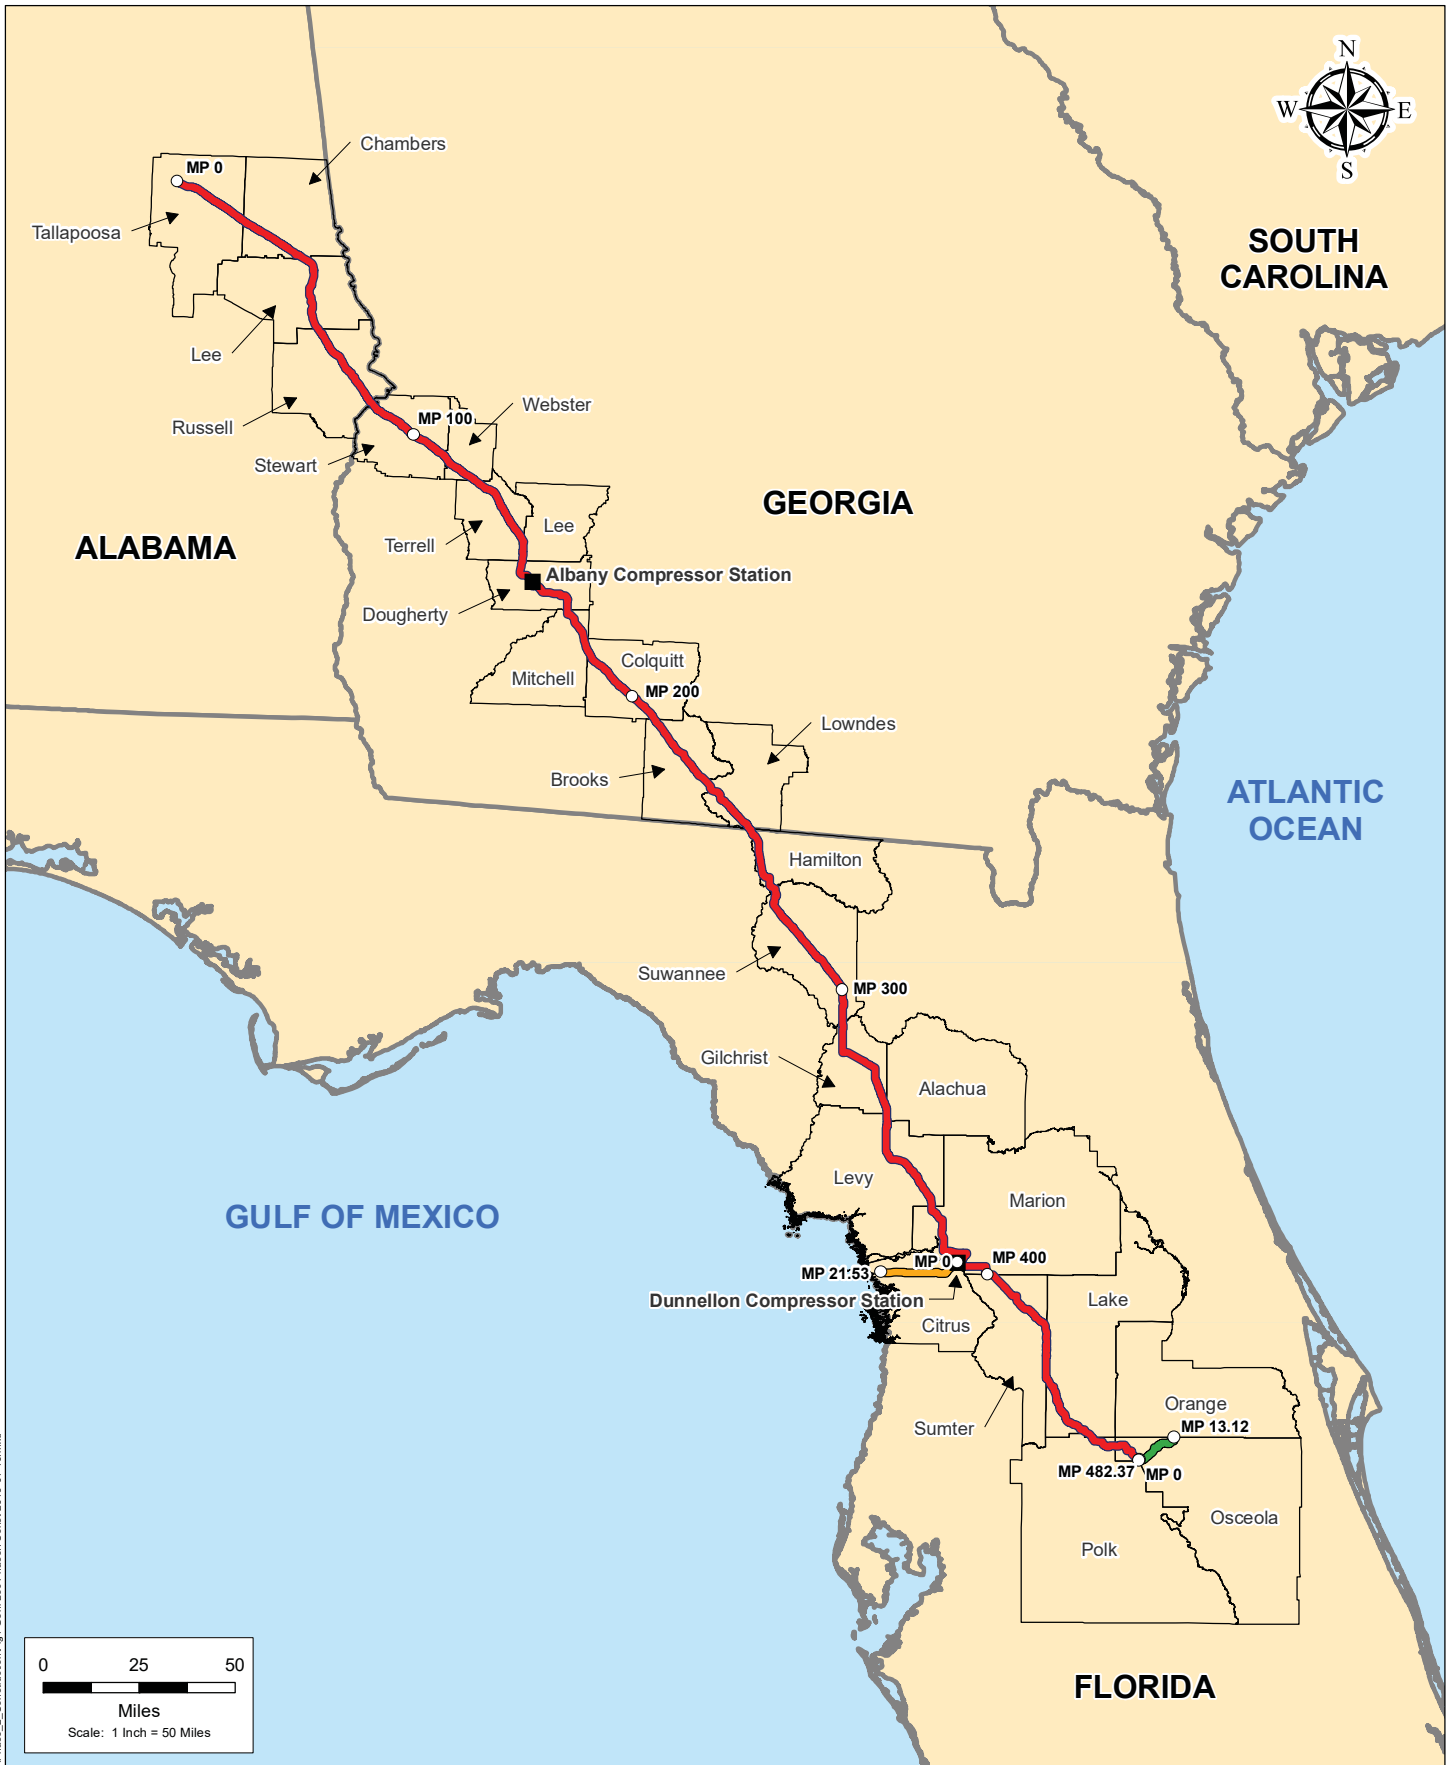 N
W E
S
Chambers
MP 0
Tallapoosa
SOUTH
CAROLINA
Lee
Webster
MP 100
Russell
Stewart
GEORGIA
Lee
Terrell
ALABAMA
Albany Compressor Station
Dougherty
Colquitt
Mitchell
MP 200
Lowndes
Brooks
ATLANTIC
OCEAN
Hamilton
Suwannee
MP 300
Gilchrist
Alachua
Levy
Marion
GULF OF MEXICO
MP 0
MP 400
MP 21.53
Dunnellon Compressor Station
Lake
Citrus
Orange
Sumter
MP 13.12
MP 482.37
MP 0
Osceola
Polk
FLORIDA
0 25 50
Miles
Scale: 1 Inch = 50 Miles